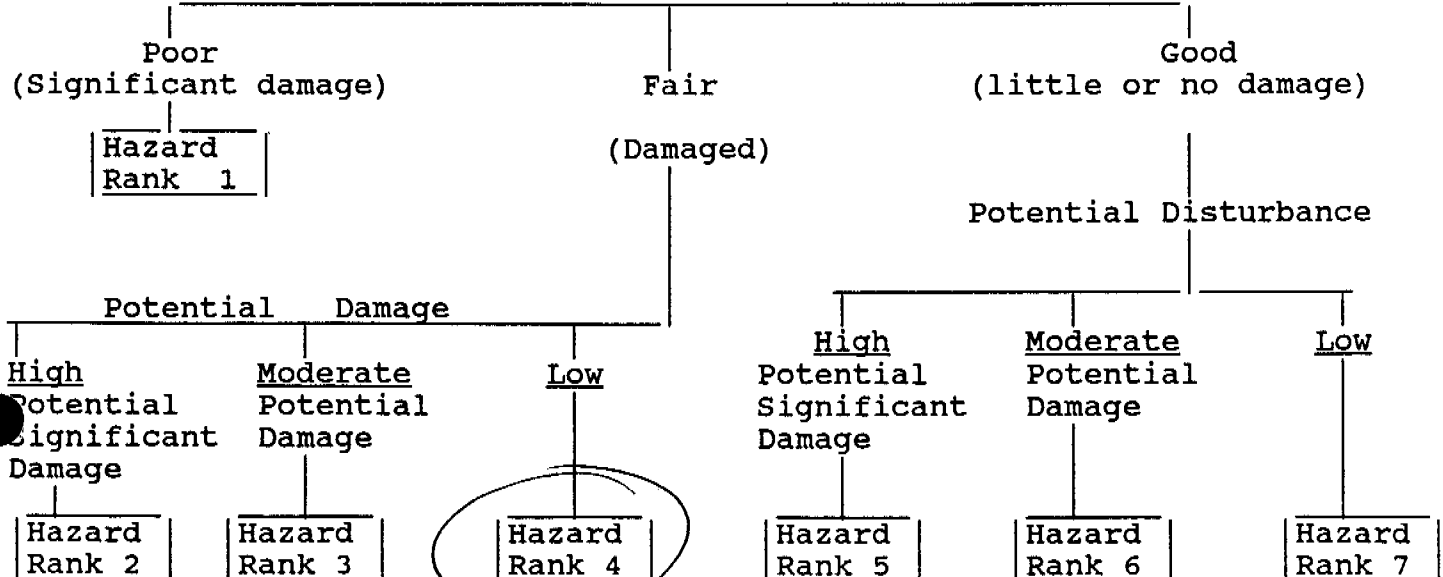 Poor
(Significant damage)
Hazard
Rank 1
Fair
(Damaged)
Good
(little or no damage)
Potential Disturbance
Potential Damage
High
Potential
Significant
Damage
Hazard
Rank 2
Moderate
Potential
Damage
Hazard
Rank 3
Low
Hazard
Rank 4
High
Potential
Significant
Damage
Hazard
Rank 5
Moderate
Potential
Damage
Hazard
Rank 6
Low
Hazard
Rank 7